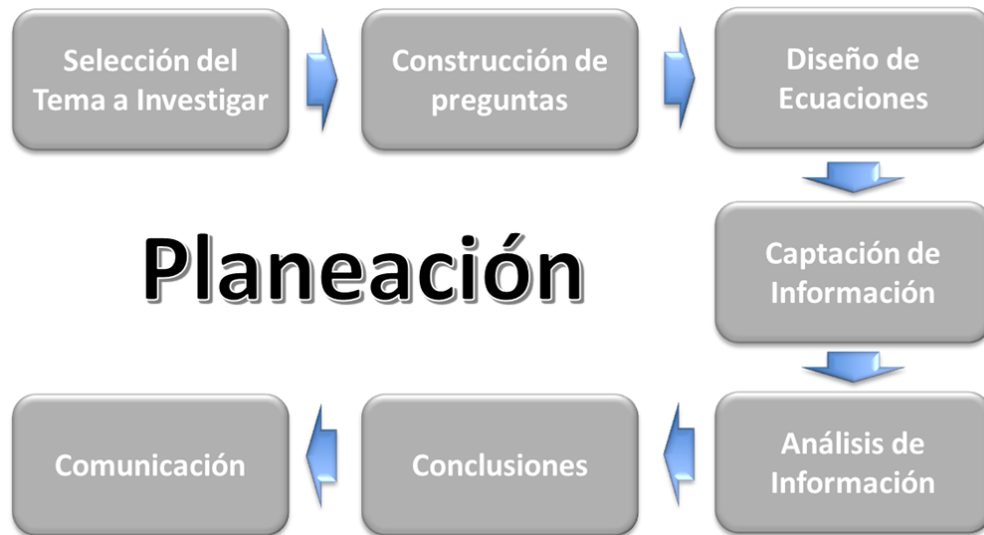 Selección del
Tema a Investigar
Construcción de
preguntas
Diseño de
Ecuaciones
Planeación
Captación de
Información
Análisis de
Información
Conclusiones
Comunicación